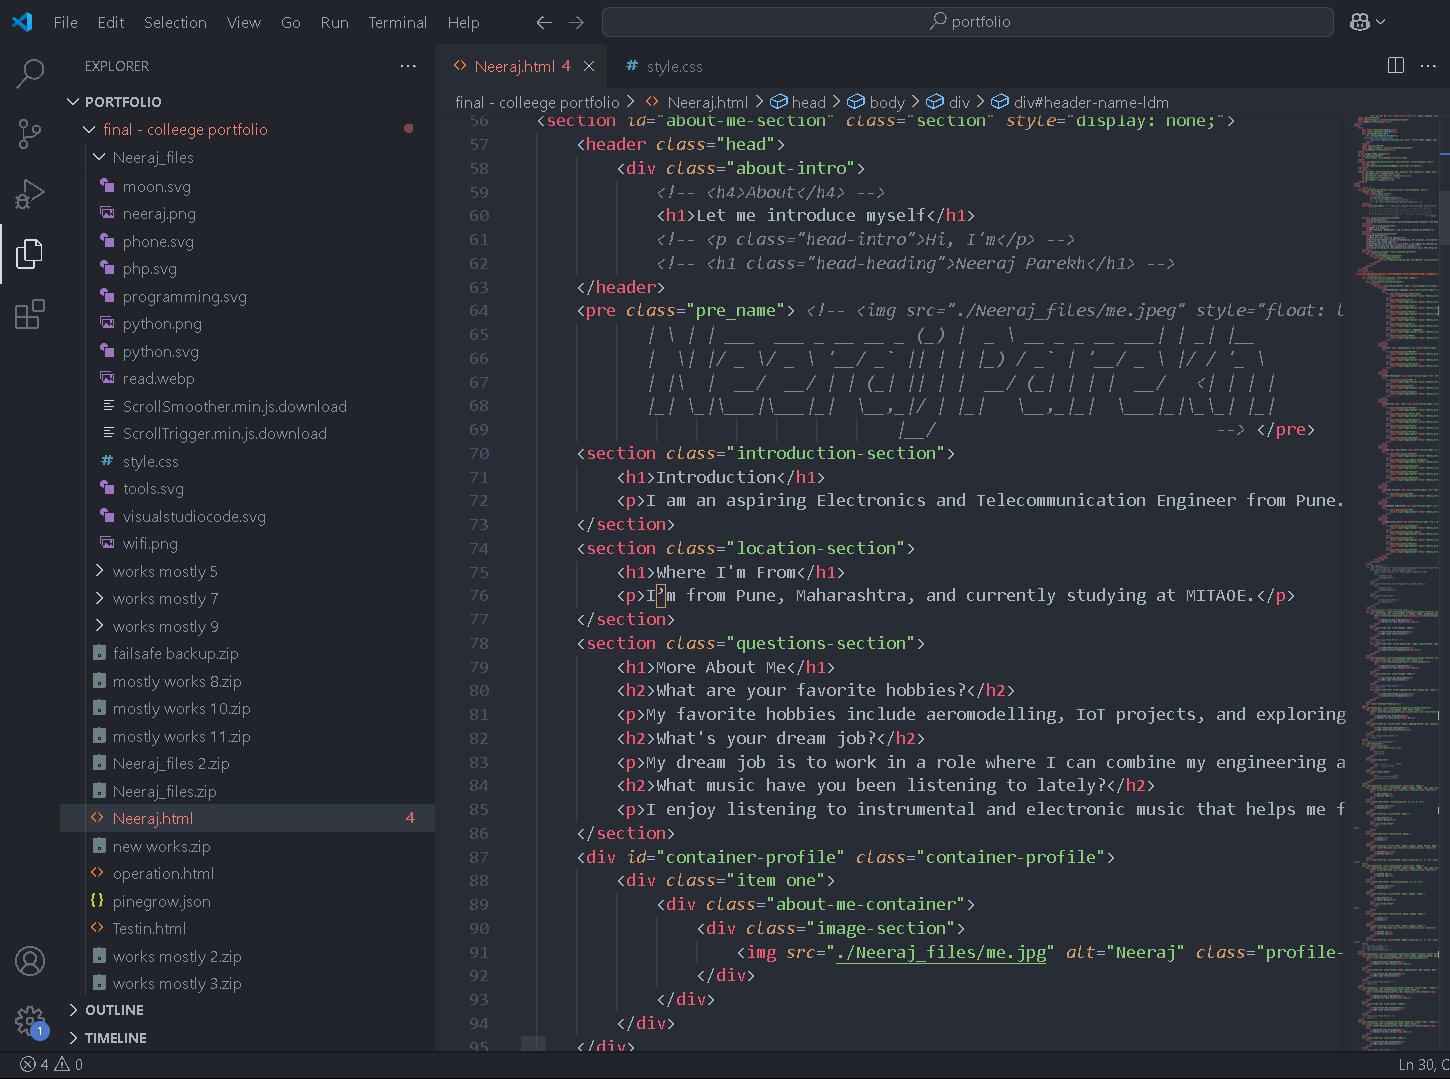 File Edit Selection View Go Run Terminal Help
portfolio
EXPLORER
PORTFOLIO
final - colleege portfolio
Neeraj_files
moon.svg
neeraj.png
phone.svg
php.svg
programming.svg
python.png
python.svg
read.webp
ScrollSmoother.min.js.download
ScrollTrigger.min.js.download
style.css
tools.svg
visualstudiocode.svg
wifi.png
works mostly 5
works mostly 7
works mostly 9
failsafe backup.zip
mostly works 8.zip
mostly works 10.zip
mostly works 11.zip
Neeraj_files 2.zip
Neeraj_files.zip
Neeraj.html 4
new works.zip
operation.html
pinegrow.json
Testin.html
works mostly 2.zip
works mostly 3.zip
OUTLINE
TIMELINE
Neeraj.html 4
style.css
final - colleege portfolio > Neeraj.html > head > body > div > div#header-name-ldm
56 <section id="about-me-section" class="section" style="display: none;">
57 <header class="head">
58 <div class="about-intro">
59 <!-- <h4>About</h4> -->
60 <h1>Let me introduce myself</h1>
61 <!-- <p class="head-intro">Hi, I'm</p> -->
62 <!-- <h1 class="head-heading">Neeraj Parekh</h1> -->
63 </header>
64 <pre class="pre_name"> <!-- <img src="./Neeraj_files/me.jpeg" style="float: l
65
66
67
68
69 --> </pre>
70 <section class="introduction-section">
71 <h1>Introduction</h1>
72 <p>I am an aspiring Electronics and Telecommunication Engineer from Pune.
73 </section>
74 <section class="location-section">
75 <h1>Where I'm From</h1>
76 <p>I’m from Pune, Maharashtra, and currently studying at MITAOE.</p>
77 </section>
78 <section class="questions-section">
79 <h1>More About Me</h1>
80 <h2>What are your favorite hobbies?</h2>
81 <p>My favorite hobbies include aeromodelling, IoT projects, and exploring
82 <h2>What's your dream job?</h2>
83 <p>My dream job is to work in a role where I can combine my engineering a
84 <h2>What music have you been listening to lately?</h2>
85 <p>I enjoy listening to instrumental and electronic music that helps me f
86 </section>
87 <div id="container-profile" class="container-profile">
88 <div class="item one">
89 <div class="about-me-container">
90 <div class="image-section">
91 <img src="./Neeraj_files/me.jpg" alt="Neeraj" class="profile-
92 </div>
93 </div>
94 </div>
95 </div>
1
4 0
Ln 30, C